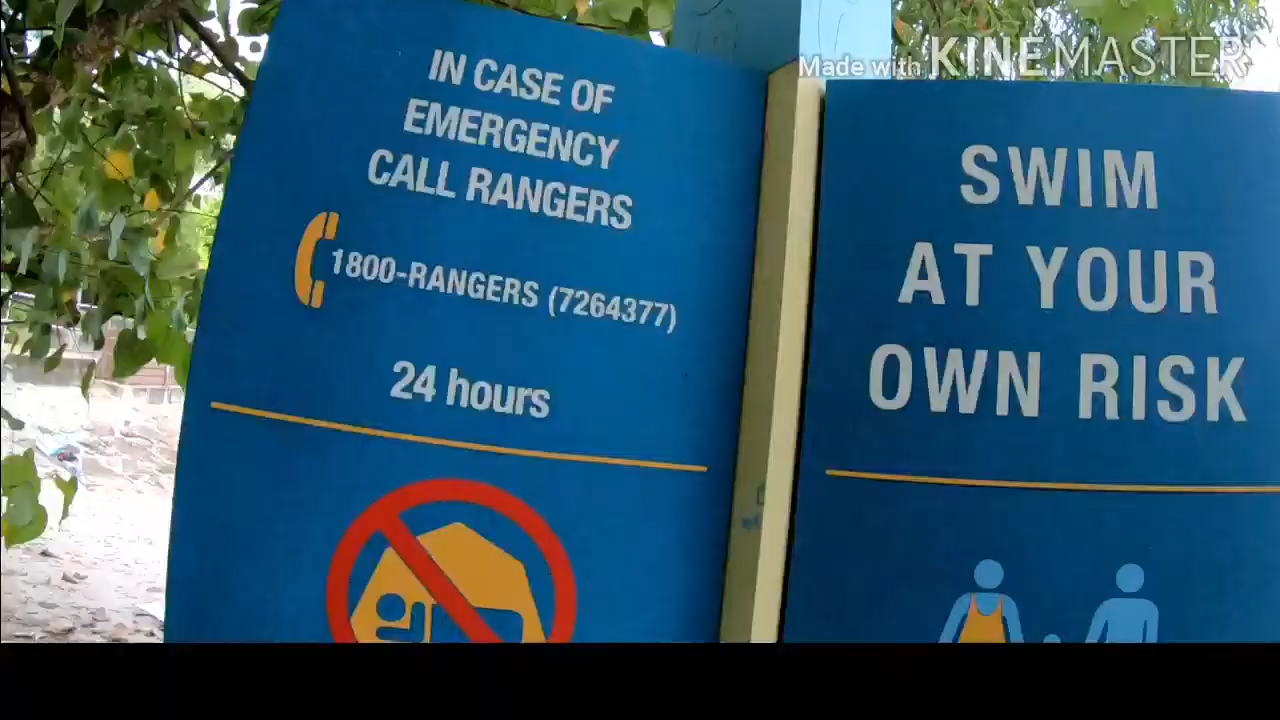 IN CASE OF
EMERGENCY
CALL RANGERS
1800-RANGERS (7264377)
24 hours
Made with KINEMASTER
SWIM
AT YOUR
OWN RISK